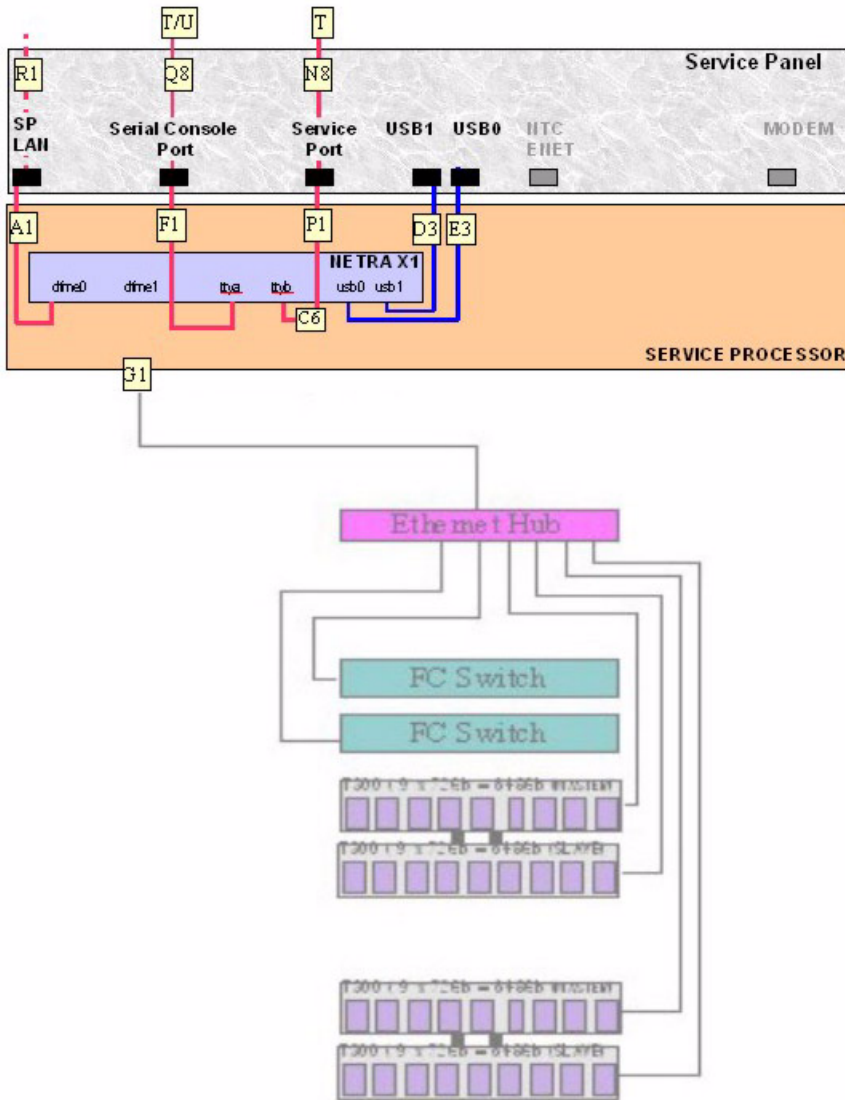 T/U T
R1 Q8 N8 Service Panel
SP LAN Serial Console Port Service Port USB1 USB0 NTC ENET MODEM
A1 F1 P1 D3 E3
NETRA X1
dfme0 dfme1 ttya ttyb usb0 usb1
C6
SERVICE PROCESSOR
G1
Ethernet Hub
FC Switch
FC Switch